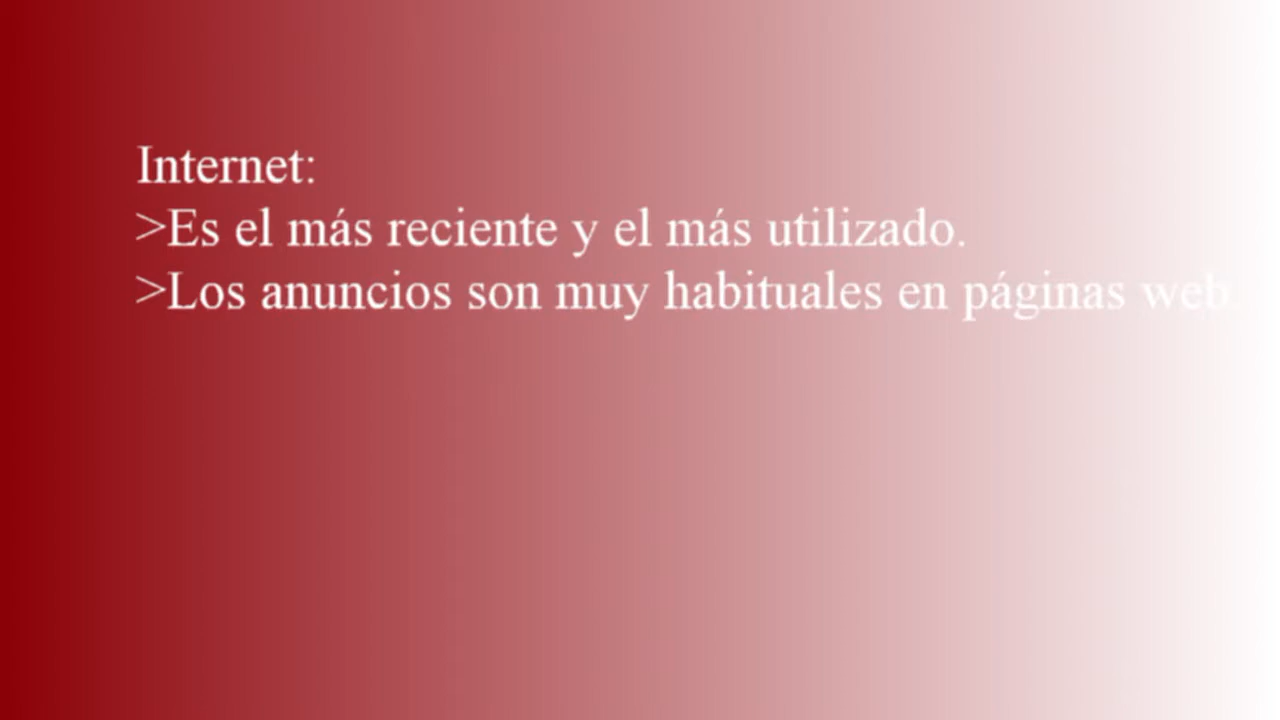 Internet:
>Es el más reciente y el más utilizado.
>Los anuncios son muy habituales en páginas web.